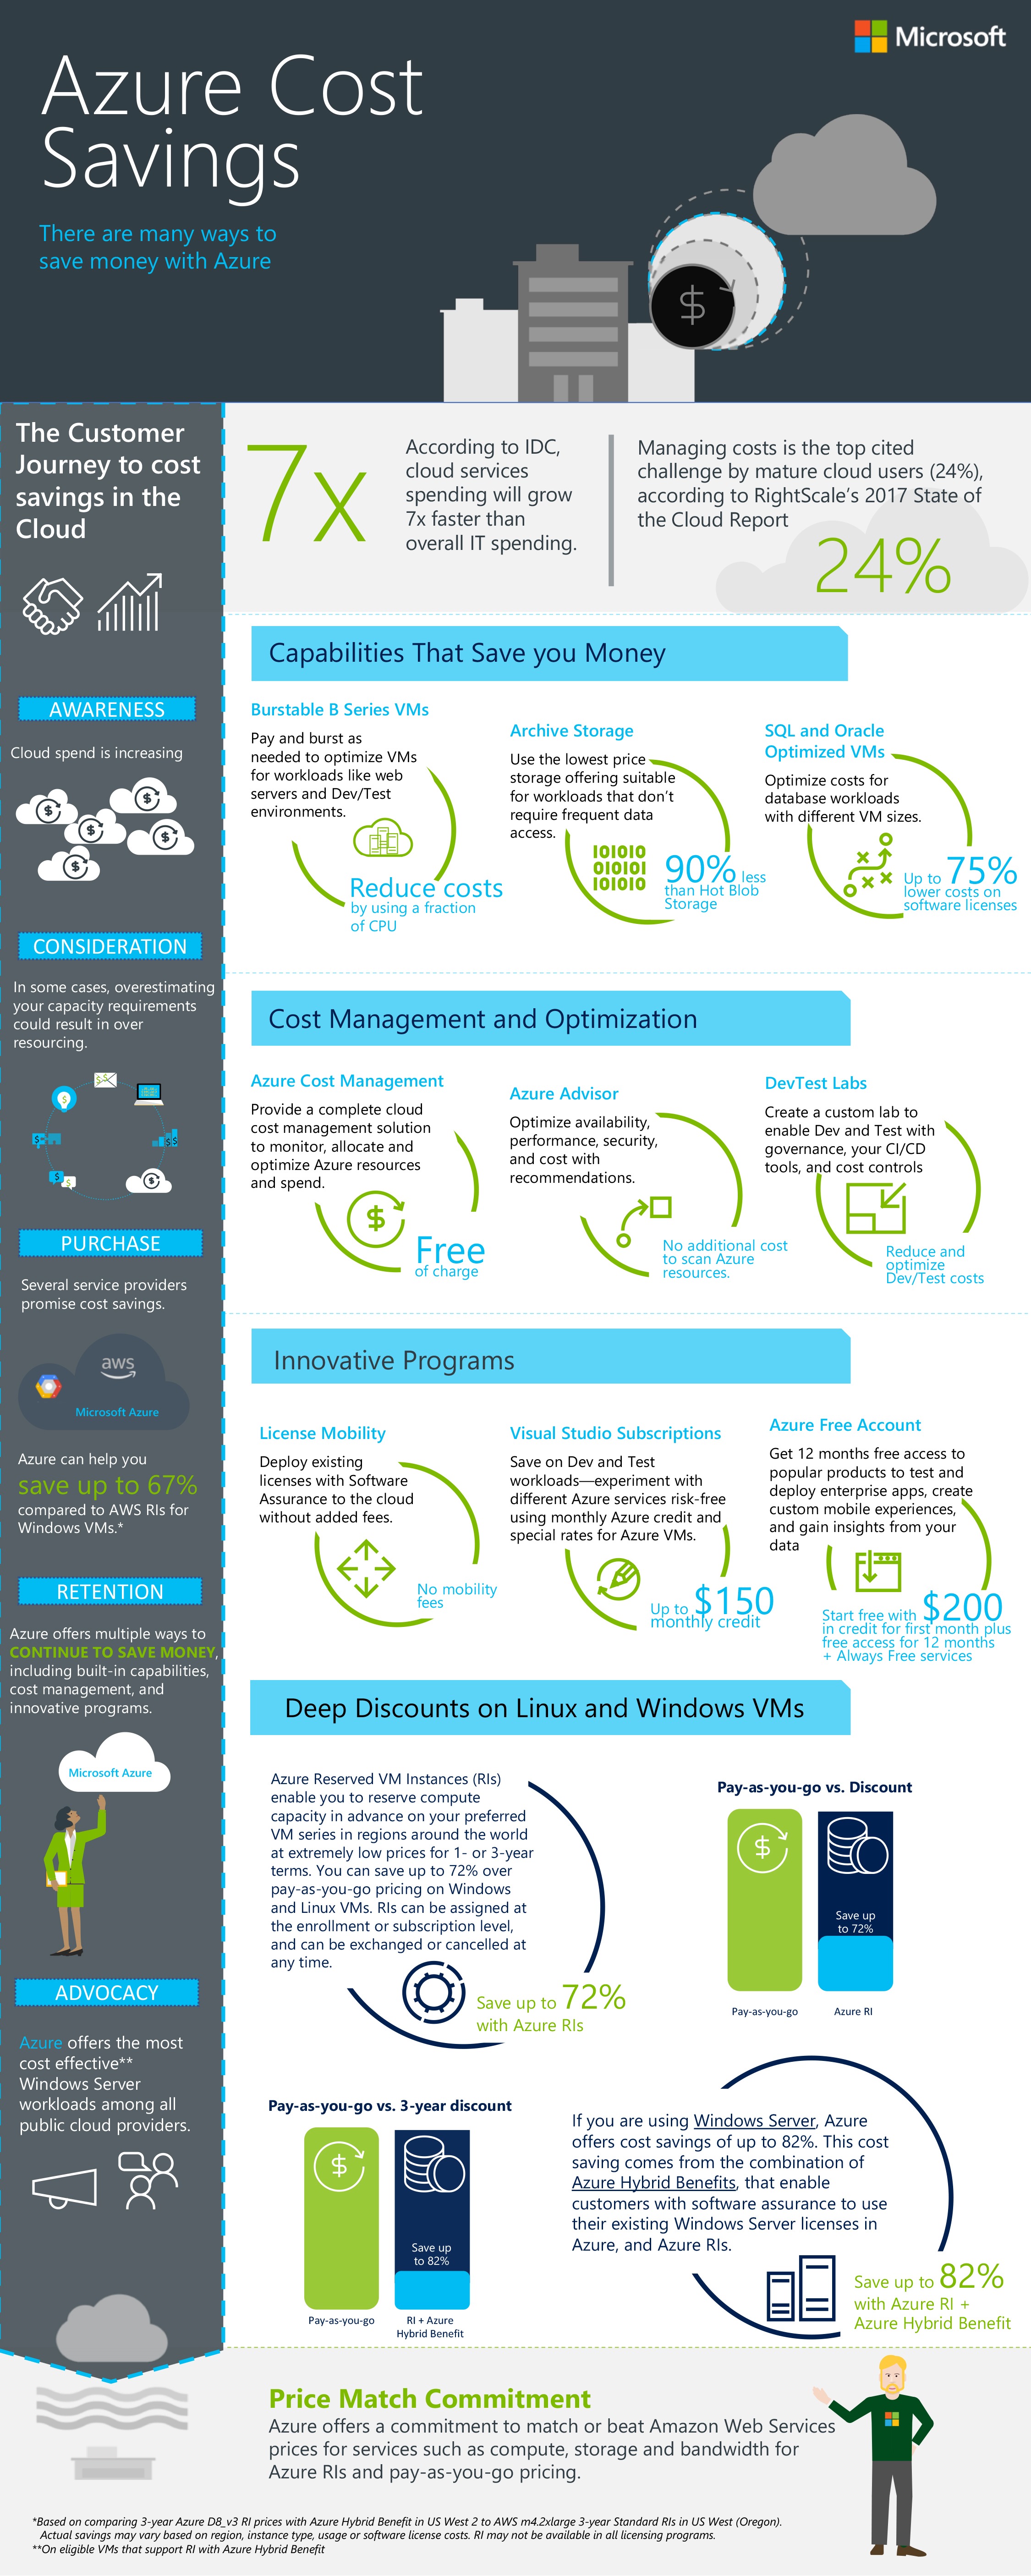 Microsoft
Azure Cost
Savings
There are many ways to
save money with Azure
$
The Customer
Journey to cost
savings in the
Cloud
AWARENESS
Cloud spend is increasing
$
$
$
$
$
CONSIDERATION
In some cases, overestimating
your capacity requirements
could result in over
resourcing.
PURCHASE
Several service providers
promise cost savings.
aws
Microsoft Azure
Azure can help you
save up to 67%
compared to AWS RIs for
Windows VMs.*
RETENTION
Azure offers multiple ways to
CONTINUE TO SAVE MONEY,
including built-in capabilities,
cost management, and
innovative programs.
Microsoft Azure
ADVOCACY
Azure offers the most
cost effective**
Windows Server
workloads among all
public cloud providers.
7x
According to IDC,
cloud services
spending will grow
7x faster than
overall IT spending.
Managing costs is the top cited
challenge by mature cloud users (24%),
according to RightScale's 2017 State of
the Cloud Report
24%
Capabilities That Save you Money
Burstable B Series VMs
Pay and burst as
needed to optimize VMs
for workloads like web
servers and Dev/Test
environments.
Reduce costs
by using a fraction
of CPU
Archive Storage
Use the lowest price
storage offering suitable
for workloads that don't
require frequent data
access.
101010
010101
101010
90% less
than Hot Blob
Storage
SQL and Oracle
Optimized VMs
Optimize costs for
database workloads
with different VM sizes.
Up to 75%
lower costs on
software licenses
Cost Management and Optimization
Azure Cost Management
Provide a complete cloud
cost management solution
to monitor, allocate and
optimize Azure resources
and spend.
$
Free
of charge
Azure Advisor
Optimize availability,
performance, security,
and cost with
recommendations.
No additional cost
to scan Azure
resources.
DevTest Labs
Create a custom lab to
enable Dev and Test with
governance, your CI/CD
tools, and cost controls
Reduce and
optimize
Dev/Test costs
Innovative Programs
License Mobility
Deploy existing
licenses with Software
Assurance to the cloud
without added fees.
No mobility
fees
Visual Studio Subscriptions
Save on Dev and Test
workloads—experiment with
different Azure services risk-free
using monthly Azure credit and
special rates for Azure VMs.
Up to $150
monthly credit
Azure Free Account
Get 12 months free access to
popular products to test and
deploy enterprise apps, create
custom mobile experiences,
and gain insights from your
data
Start free with $200
in credit for first month plus
free access for 12 months
+ Always Free services
Deep Discounts on Linux and Windows VMs
Azure Reserved VM Instances (RIs)
enable you to reserve compute
capacity in advance on your preferred
VM series in regions around the world
at extremely low prices for 1- or 3-year
terms. You can save up to 72% over
pay-as-you-go pricing on Windows
and Linux VMs. RIs can be assigned at
the enrollment or subscription level,
and can be exchanged or cancelled at
any time.
Save up to 72%
with Azure RIs
Pay-as-you-go vs. Discount
$
Save up
to 72%
Pay-as-you-go
Azure RI
Pay-as-you-go vs. 3-year discount
$
Save up
to 82%
Pay-as-you-go
RI + Azure
Hybrid Benefit
If you are using Windows Server, Azure
offers cost savings of up to 82%. This cost
saving comes from the combination of
Azure Hybrid Benefits, that enable
customers with software assurance to use
their existing Windows Server licenses in
Azure, and Azure RIs.
Save up to 82%
with Azure RI +
Azure Hybrid Benefit
Price Match Commitment
Azure offers a commitment to match or beat Amazon Web Services
prices for services such as compute, storage and bandwidth for
Azure RIs and pay-as-you-go pricing.
*Based on comparing 3-year Azure D8_v3 RI prices with Azure Hybrid Benefit in US West 2 to AWS m4.2xlarge 3-year Standard RIs in US West (Oregon).
Actual savings may vary based on region, instance type, usage or software license costs. RI may not be available in all licensing programs.
**On eligible VMs that support RI with Azure Hybrid Benefit